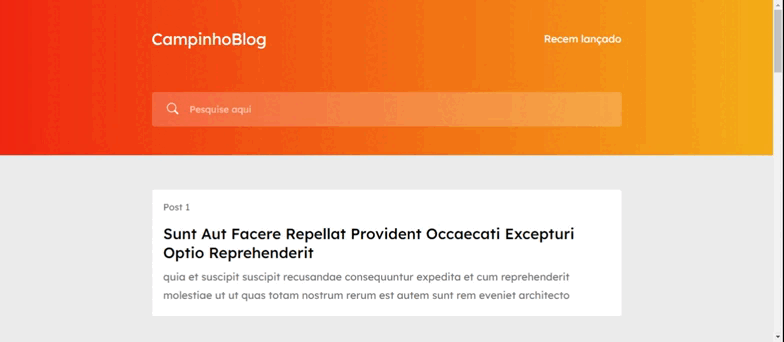 CampinhoBlog
Recem lançado
Pesquise aqui
Post 1
Sunt Aut Facere Repellat Provident Occaecati Excepturi
Optio Reprehenderit
quia et suscipit suscipit recusandae consequuntur expedita et cum reprehenderit
molestiae ut ut quas totam nostrum rerum est autem sunt rem eveniet architecto